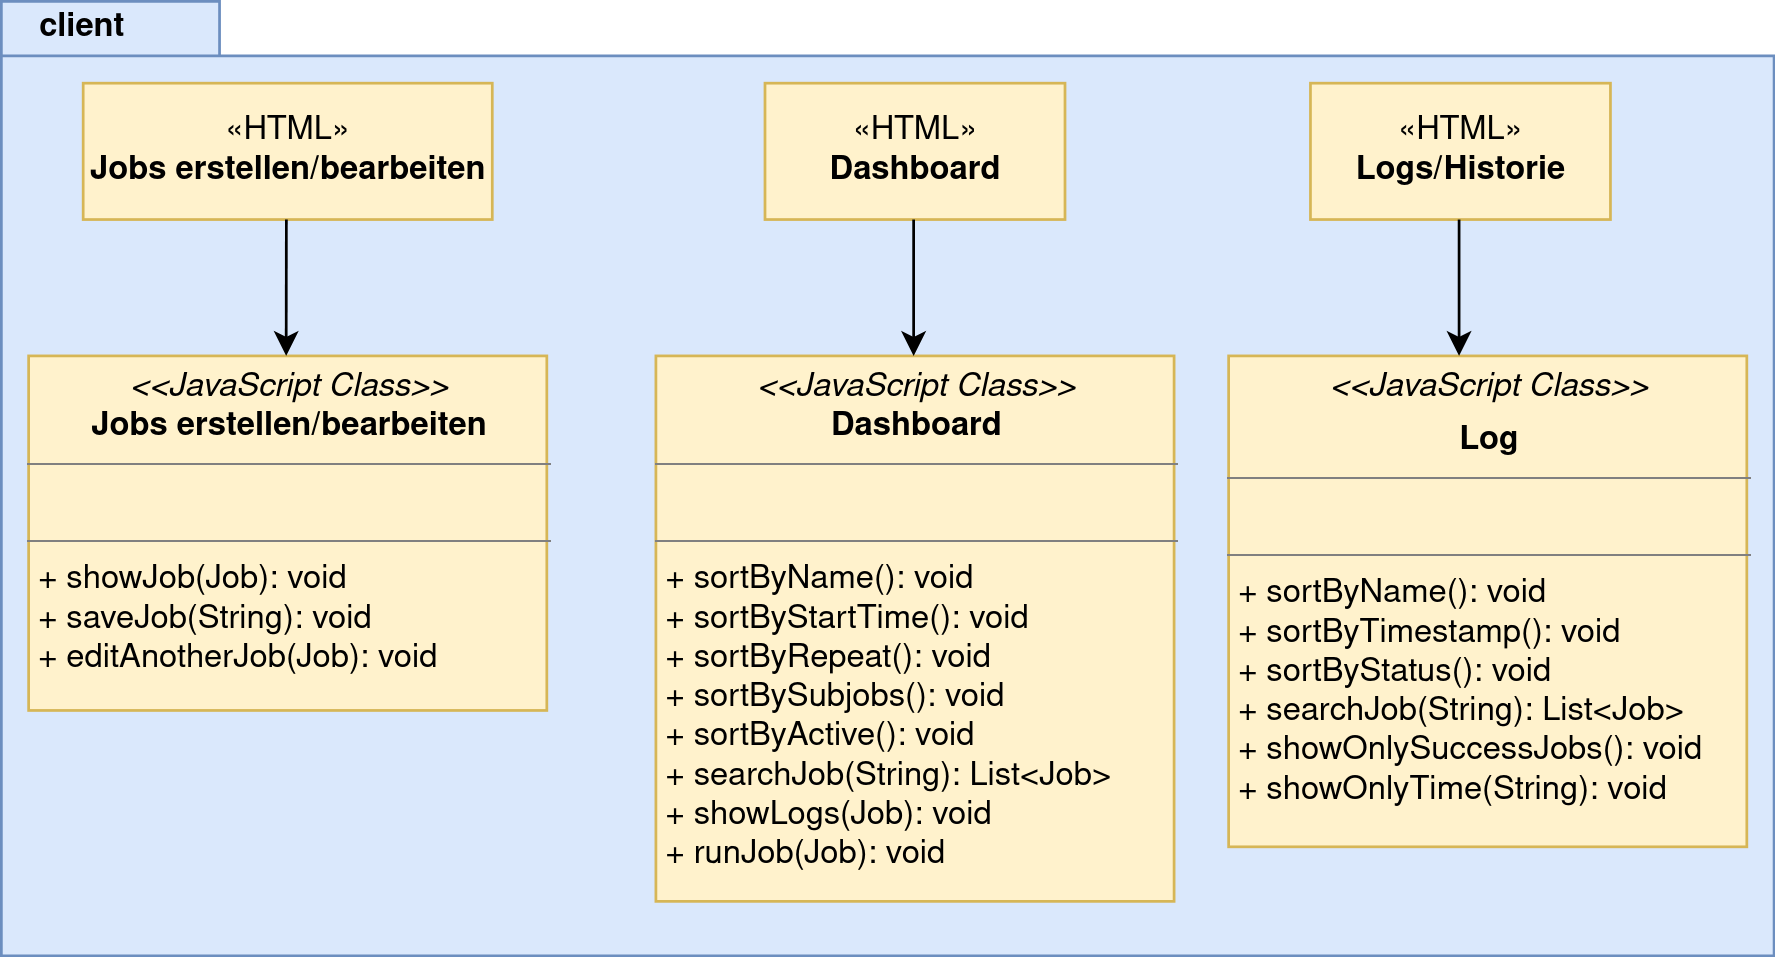 client
«HTML»
Jobs erstellen/bearbeiten
«HTML»
Dashboard
«HTML»
Logs/Historie
<<JavaScript Class>>
Jobs erstellen/bearbeiten
+ showJob(Job): void
+ saveJob(String): void
+ editAnotherJob(Job): void
<<JavaScript Class>>
Dashboard
+ sortByName(): void
+ sortByStartTime(): void
+ sortByRepeat(): void
+ sortBySubjobs(): void
+ sortByActive(): void
+ searchJob(String): List<Job>
+ showLogs(Job): void
+ runJob(Job): void
<<JavaScript Class>>
Log
+ sortByName(): void
+ sortByTimestamp(): void
+ sortByStatus(): void
+ searchJob(String): List<Job>
+ showOnlySuccessJobs(): void
+ showOnlyTime(String): void